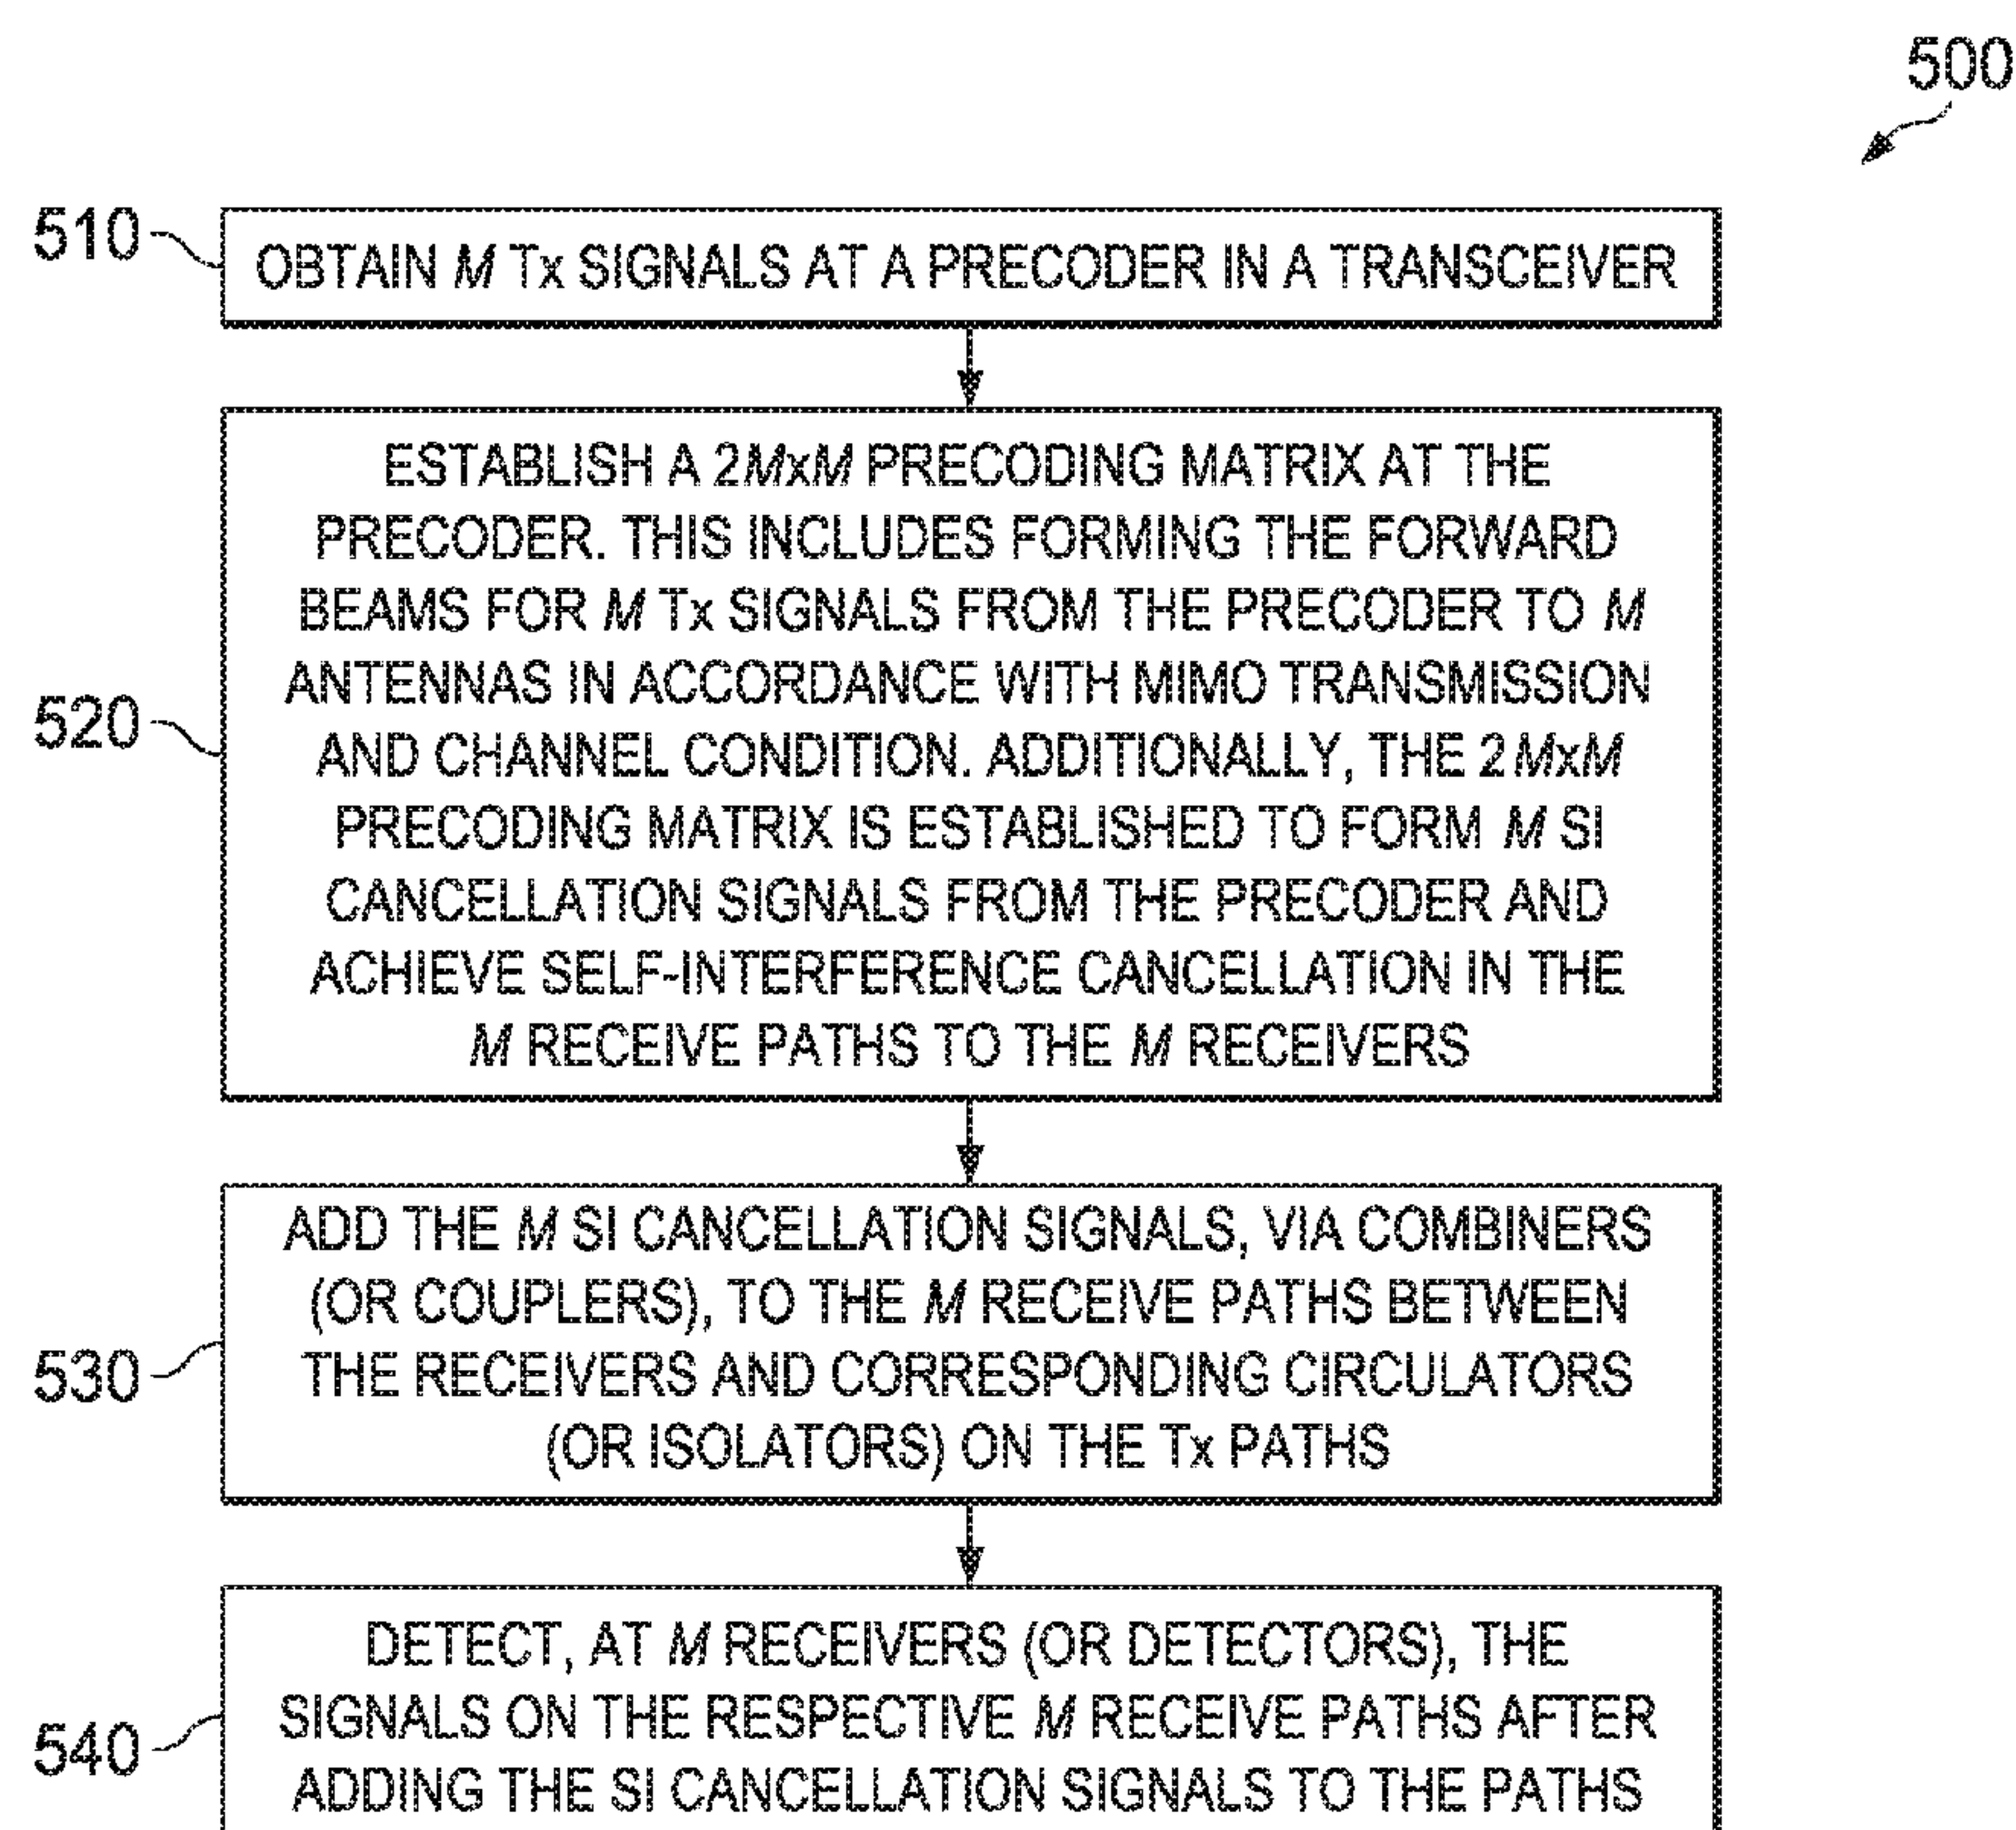 500
510
OBTAIN M Tx SIGNALS AT A PRECODER IN A TRANSCEIVER
520
ESTABLISH A 2MxM PRECODING MATRIX AT THE
PRECODER. THIS INCLUDES FORMING THE FORWARD
BEAMS FOR M Tx SIGNALS FROM THE PRECODER TO M
ANTENNAS IN ACCORDANCE WITH MIMO TRANSMISSION
AND CHANNEL CONDITION. ADDITIONALLY, THE 2MxM
PRECODING MATRIX IS ESTABLISHED TO FORM M SI
CANCELLATION SIGNALS FROM THE PRECODER AND
ACHIEVE SELF-INTERFERENCE CANCELLATION IN THE
M RECEIVE PATHS TO THE M RECEIVERS
530
ADD THE M SI CANCELLATION SIGNALS, VIA COMBINERS
(OR COUPLERS), TO THE M RECEIVE PATHS BETWEEN
THE RECEIVERS AND CORRESPONDING CIRCULATORS
(OR ISOLATORS) ON THE Tx PATHS
540
DETECT, AT M RECEIVERS (OR DETECTORS), THE
SIGNALS ON THE RESPECTIVE M RECEIVE PATHS AFTER
ADDING THE SI CANCELLATION SIGNALS TO THE PATHS